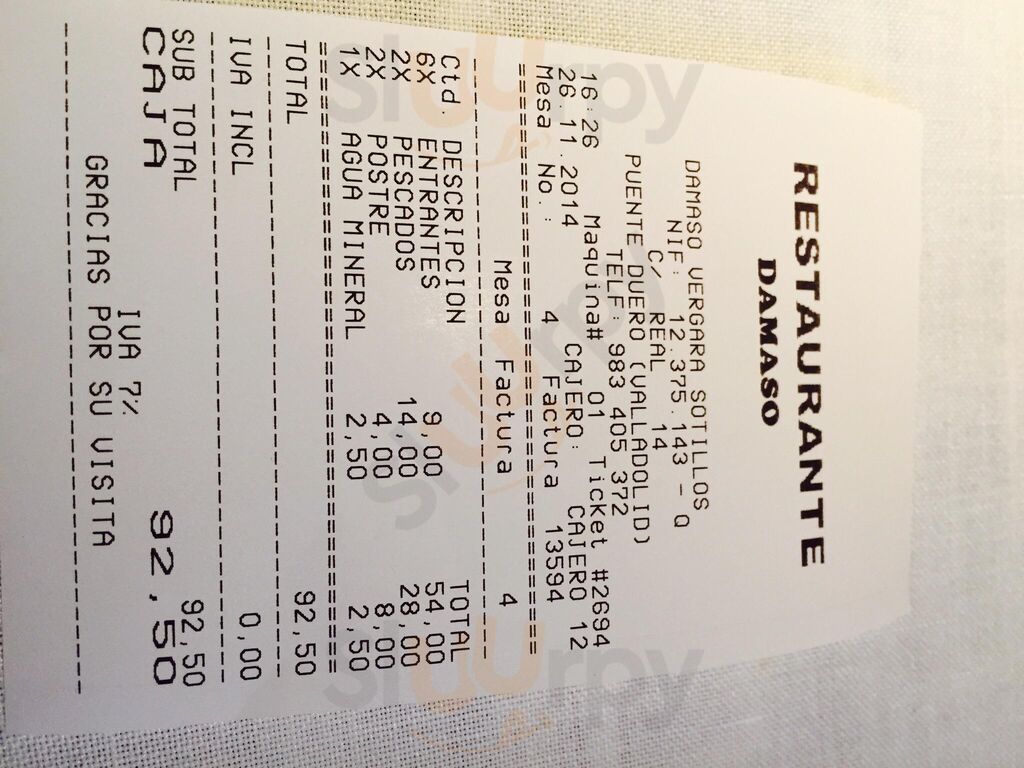 RESTAURANTE
DAMASO
DAMASO VERGARA SOTILLOS
NIF: 12.375.143 - Q
C/ REAL 14
PUENTE DUERO (VALLADOLID)
TELF: 983 405 372
16:26 Maquina# 01 Ticket #2694
26.11.2014 CAJERO: CAJERO 12
Mesa No.: 4 Factura 13594
================================
Mesa Factura 4
--------------------------------
Ctd. DESCRIPCION TOTAL
6X ENTRANTES 9,00 54,00
2X PESCADOS 14,00 28,00
2X POSTRE 4,00 8,00
1X AGUA MINERAL 2,50 2,50
================================
TOTAL 92,50
--------------------------------
IVA INCL 0,00
--------------------------------
SUB TOTAL 92,50
CAJA 92,50
IVA 7%
GRACIAS POR SU VISITA
--------------------------------
sluurpy
sluurpy
sluurpy